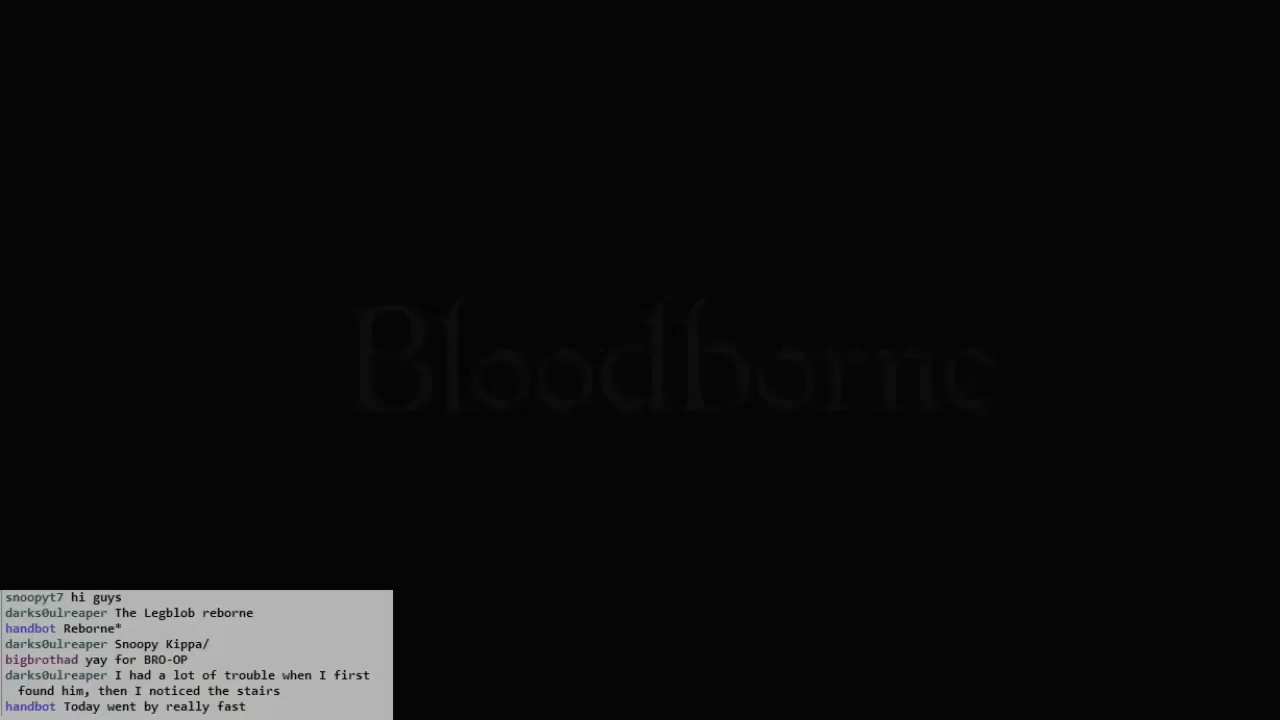 Bloodborne
snoopyt7 hi guys
darks0ulreaper The Legblob reborne
handbot Reborne*
darks0ulreaper Snoopy Kippa/
bigbrothad yay for BRO-OP
darks0ulreaper I had a lot of trouble when I first
found him, then I noticed the stairs
handbot Today went by really fast